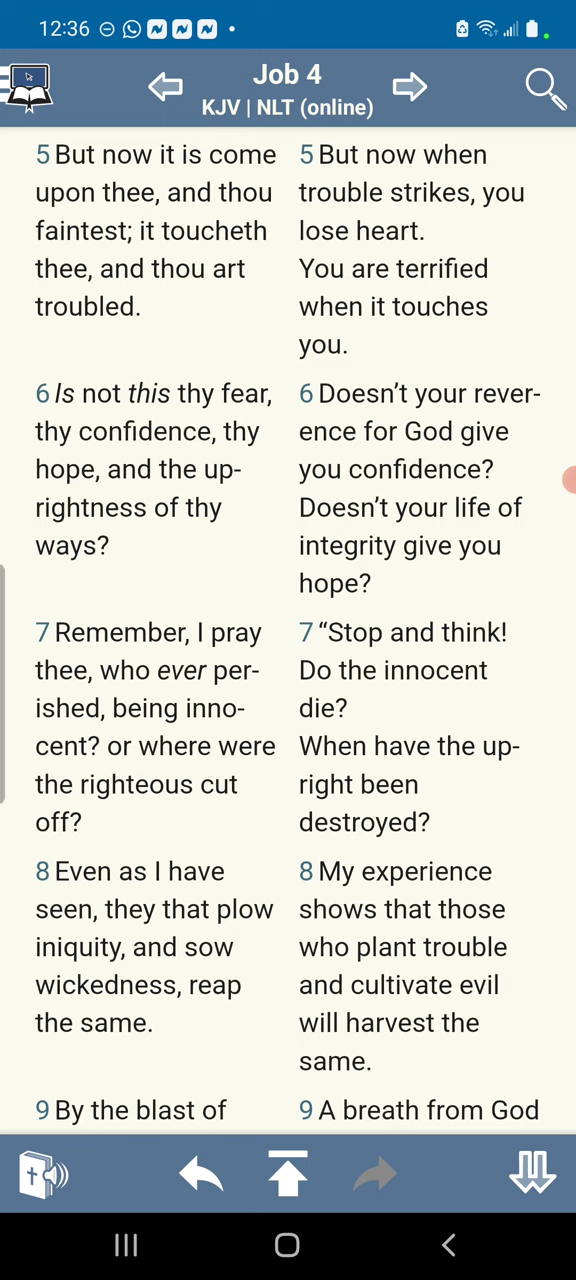 12:36
Job 4
KJV | NLT (online)
5 But now it is come
upon thee, and thou
faintest; it toucheth
thee, and thou art
troubled.
6 Is not this thy fear,
thy confidence, thy
hope, and the up-
rightness of thy
ways?
7 Remember, I pray
thee, who ever per-
ished, being inno-
cent? or where were
the righteous cut
off?
8 Even as I have
seen, they that plow
iniquity, and sow
wickedness, reap
the same.
9 By the blast of
5 But now when
trouble strikes, you
lose heart.
You are terrified
when it touches
you.
6 Doesn’t your rever-
ence for God give
you confidence?
Doesn’t your life of
integrity give you
hope?
7 “Stop and think!
Do the innocent
die?
When have the up-
right been
destroyed?
8 My experience
shows that those
who plant trouble
and cultivate evil
will harvest the
same.
9 A breath from God